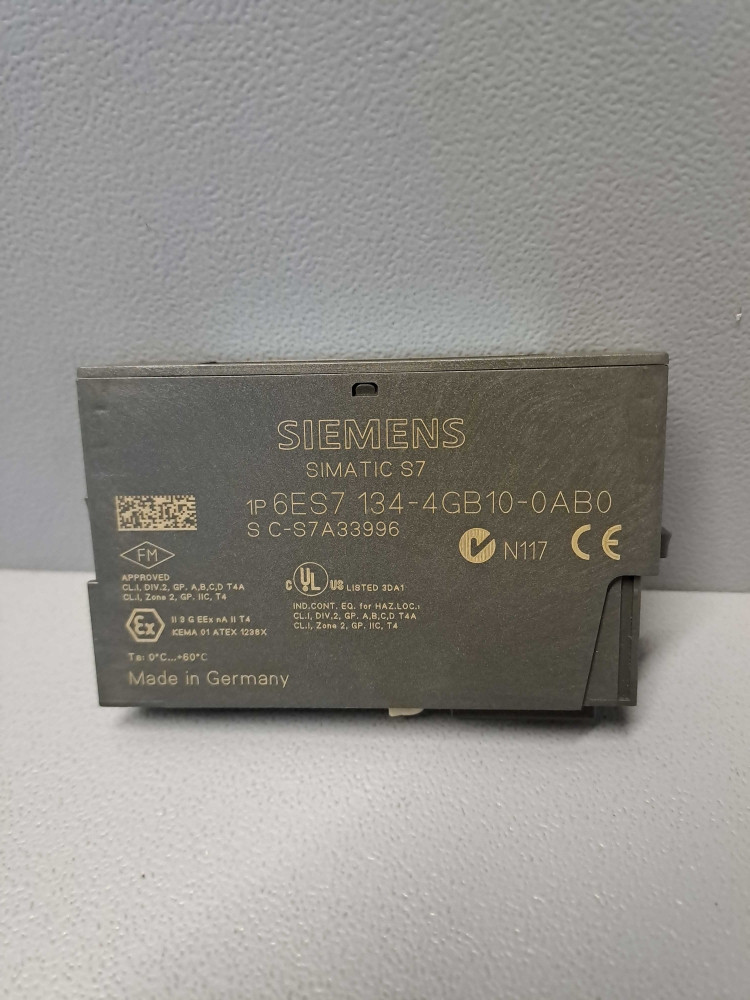 SIEMENS
SIMATIC S7
1P 6ES7 134-4GB10-0AB0
S C-S7A33996
N117 CE
FM
APPROVED
CL.I, DIV.2, GP. A,B,C,D T4A
CL.I, Zone 2, GP. IIC, T4
C UL US LISTED 3DA1
IND.CONT. EQ. for HAZ.LOC.:
CL.I, DIV.2, GP. A,B,C,D T4A
CL.I, Zone 2, GP. IIC, T4
Ex II 3 G EEx nA II T4
KEMA 01 ATEX 1238X
Ta: 0°C...+60°C
Made in Germany